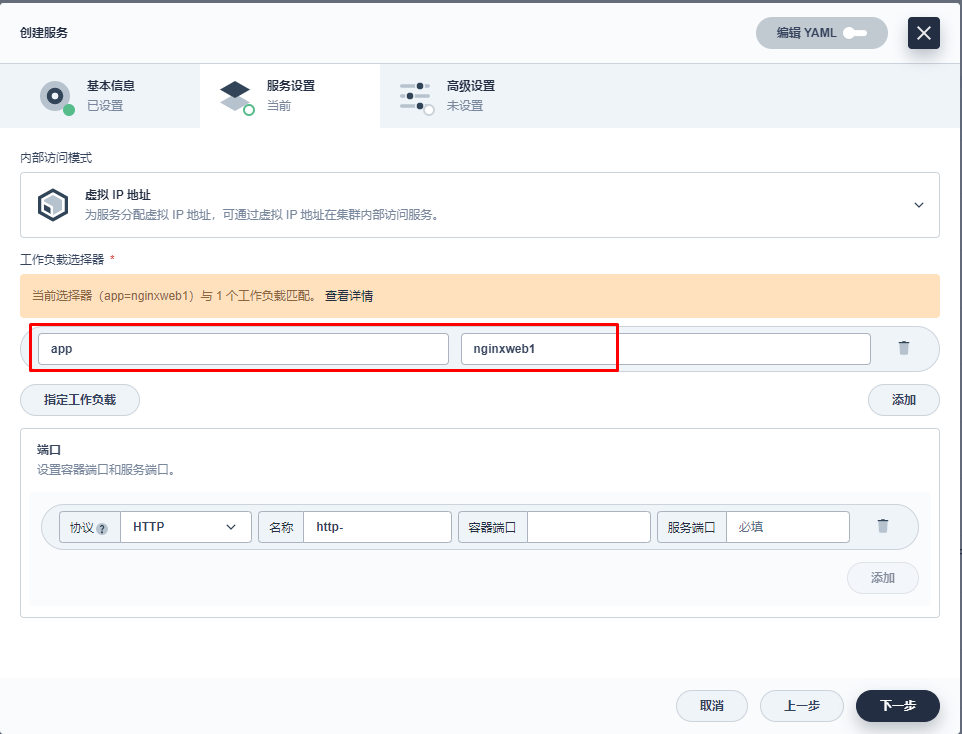 创建服务
编辑 YAML
基本信息
已设置
服务设置
当前
高级设置
未设置
内部访问模式
虚拟 IP 地址
为服务分配虚拟 IP 地址，可通过虚拟 IP 地址在集群内部访问服务。
工作负载选择器 *
当前选择器（app=nginxweb1）与 1 个工作负载匹配。 查看详情
app nginxweb1
指定工作负载 添加
端口
设置容器端口和服务端口。
协议 ? HTTP 名称 http- 容器端口 服务端口 必填
添加
取消 上一步 下一步